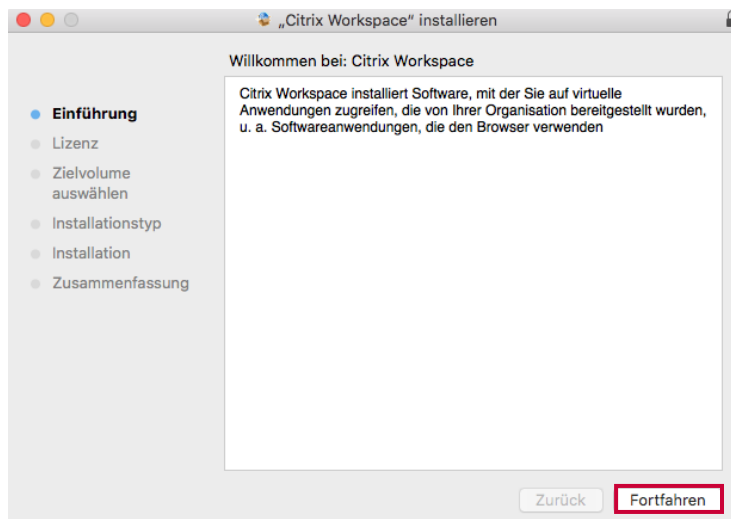 „Citrix Workspace“ installieren
Willkommen bei: Citrix Workspace
Einführung
Lizenz
Zielvolume
auswählen
Installationstyp
Installation
Zusammenfassung
Citrix Workspace installiert Software, mit der Sie auf virtuelle
Anwendungen zugreifen, die von Ihrer Organisation bereitgestellt wurden,
u. a. Softwareanwendungen, die den Browser verwenden
Zurück
Fortfahren